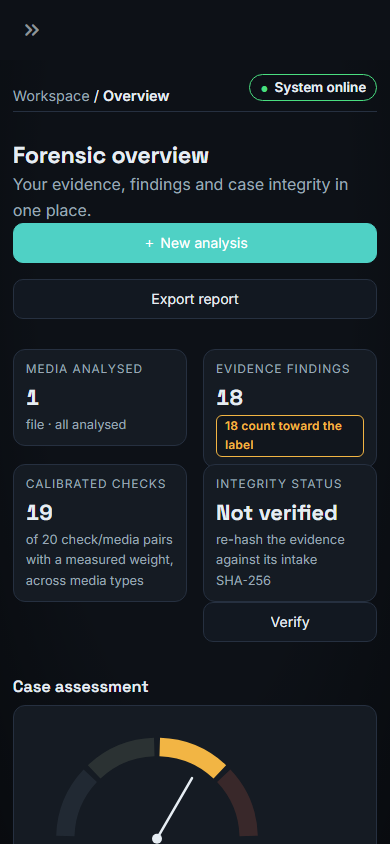 Workspace / Overview
System online
Forensic overview
Your evidence, findings and case integrity in
one place.
+ New analysis
Export report
MEDIA ANALYSED
1
file · all analysed
EVIDENCE FINDINGS
18
18 count toward the
label
CALIBRATED CHECKS
19
of 20 check/media pairs
with a measured weight,
across media types
INTEGRITY STATUS
Not verified
re-hash the evidence
against its intake
SHA-256
Verify
Case assessment